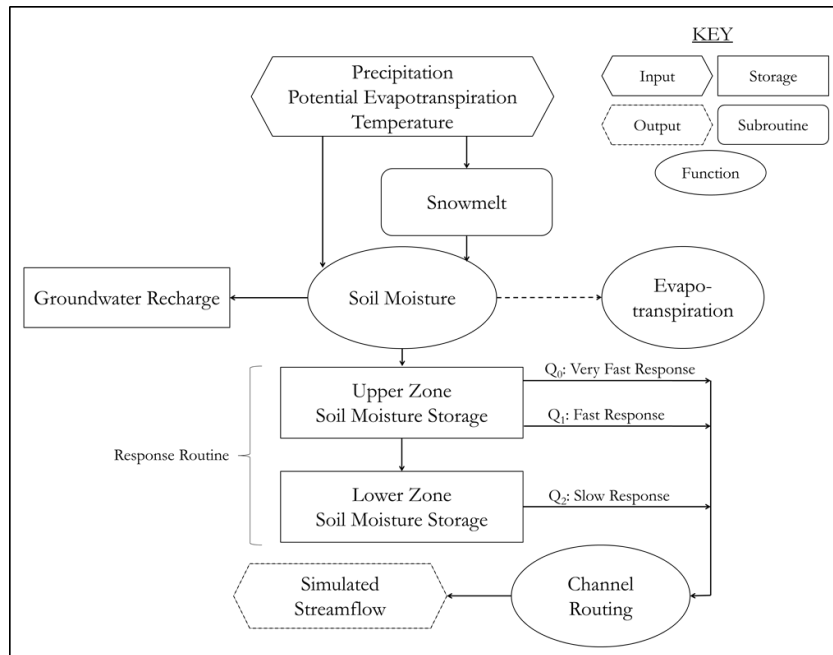 KEY
Input
Storage
Output
Subroutine
Function
Precipitation
Potential Evapotranspiration
Temperature
Snowmelt
Groundwater Recharge
Soil Moisture
Evapo-
transpiration
Upper Zone
Soil Moisture Storage
Q₀: Very Fast Response
Q₁: Fast Response
Response Routine
Lower Zone
Soil Moisture Storage
Q₂: Slow Response
Simulated
Streamflow
Channel
Routing